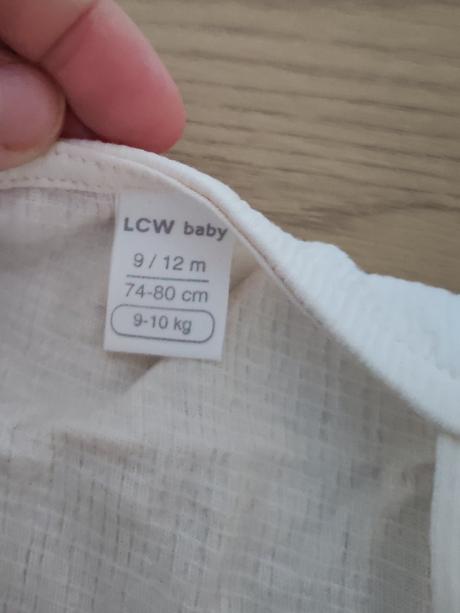 LCW baby
9 / 12 m
74-80 cm
9-10 kg